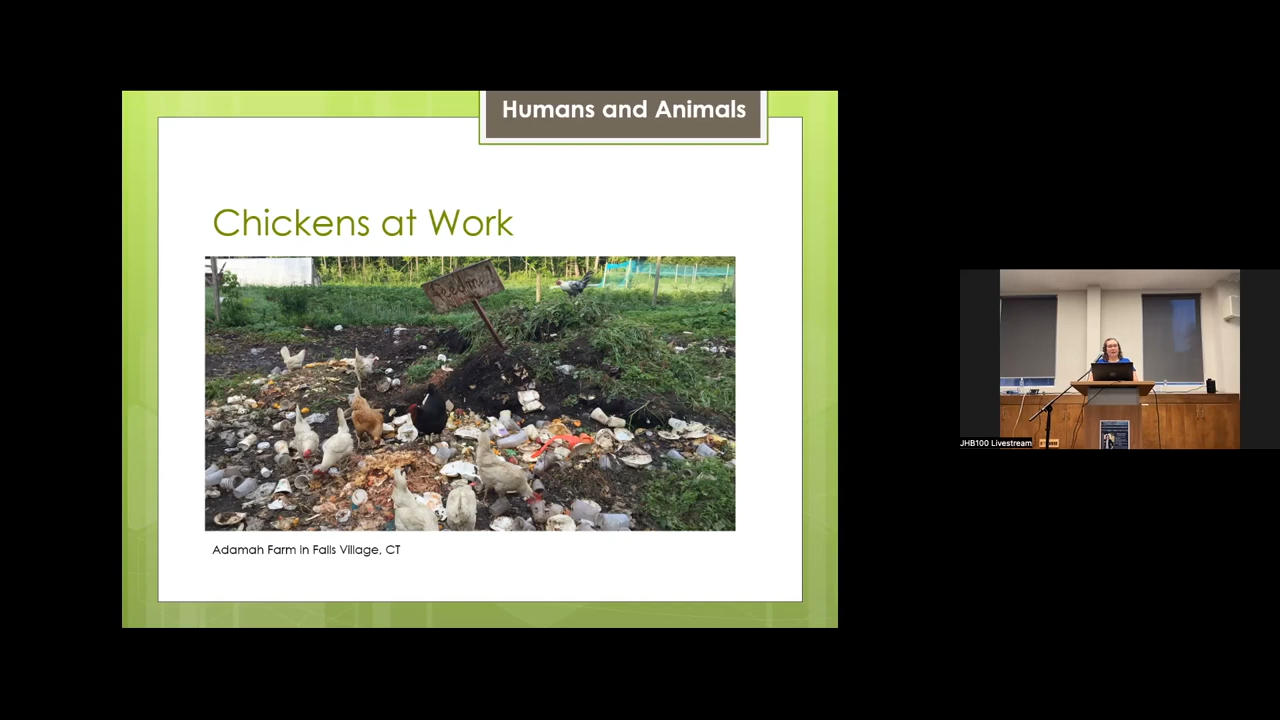 Humans and Animals
Chickens at Work
Adamah Farm in Falls Village, CT
JHB100 Livestream